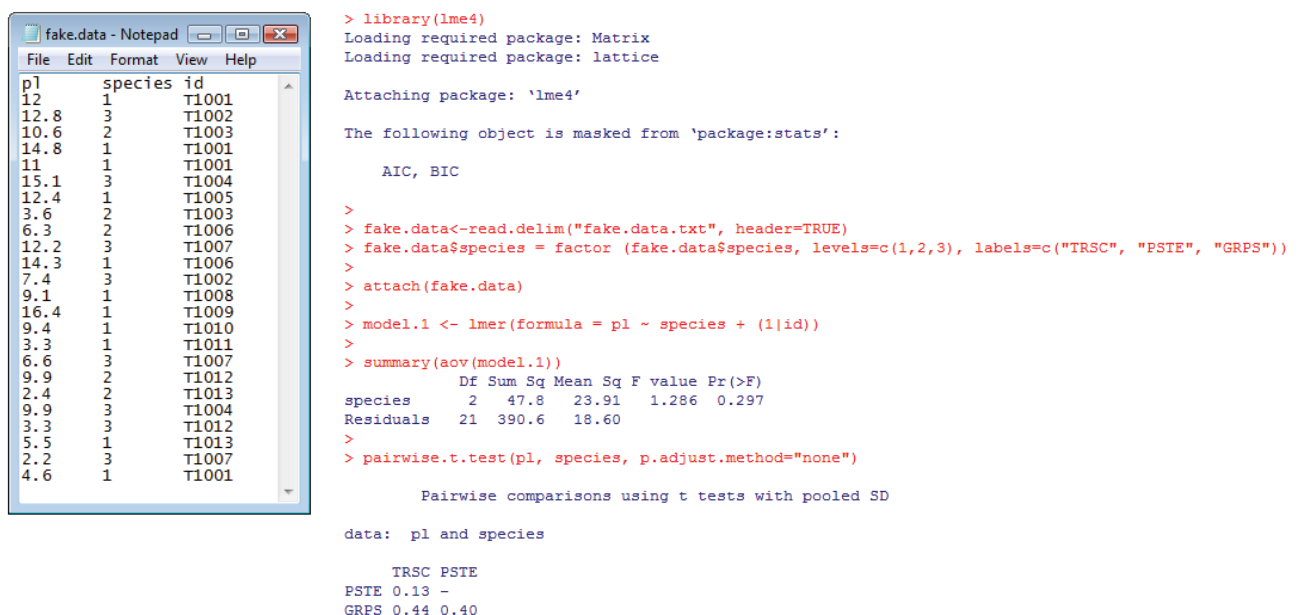 fake.data - Notepad
File Edit Format View Help
pl species id
12 1 T1001
12.8 3 T1002
10.6 2 T1003
14.8 1 T1001
11 1 T1001
15.1 3 T1004
12.4 1 T1005
3.6 2 T1003
6.3 2 T1006
12.2 3 T1007
14.3 1 T1006
7.4 3 T1002
9.1 1 T1008
16.4 1 T1009
9.4 1 T1010
3.3 1 T1011
6.6 3 T1007
9.9 2 T1012
2.4 2 T1013
9.9 3 T1004
3.3 3 T1012
5.5 1 T1013
2.2 3 T1007
4.6 1 T1001
> library(lme4)
Loading required package: Matrix
Loading required package: lattice
Attaching package: ‘lme4’
The following object is masked from ‘package:stats’:
AIC, BIC
>
> fake.data<-read.delim("fake.data.txt", header=TRUE)
> fake.data$species = factor (fake.data$species, levels=c(1,2,3), labels=c("TRSC", "PSTE", "GRPS"))
>
> attach(fake.data)
>
> model.1 <- lmer(formula = pl ~ species + (1|id))
>
> summary(aov(model.1))
Df Sum Sq Mean Sq F value Pr(>F)
species 2 47.8 23.91 1.286 0.297
Residuals 21 390.6 18.60
>
> pairwise.t.test(pl, species, p.adjust.method="none")
Pairwise comparisons using t tests with pooled SD
data: pl and species
TRSC PSTE
PSTE 0.13 -
GRPS 0.44 0.40